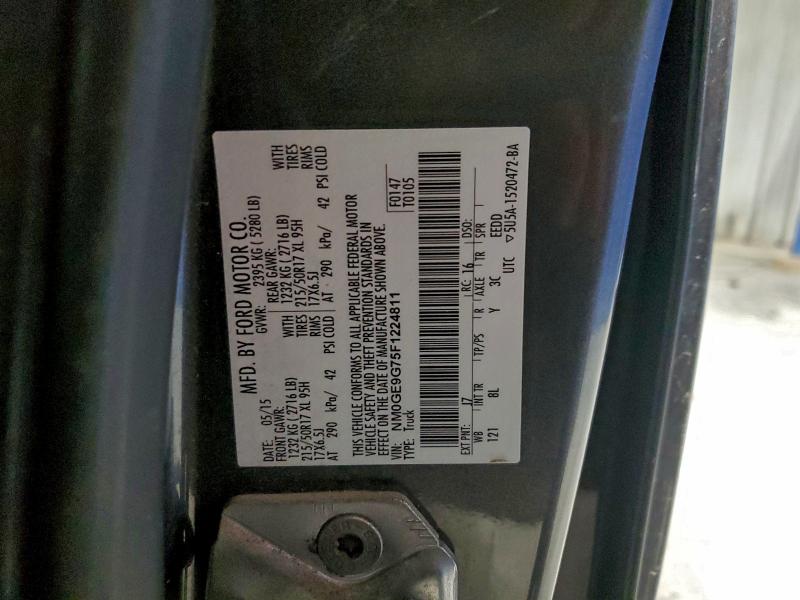 MFD. BY FORD MOTOR CO.
DATE: 05/15 GVWR: 2395 KG ( 5280 LB)
FRONT GAWR: REAR GAWR:
1232 KG ( 2716 LB) WITH 1232 KG ( 2716 LB) WITH
215/50R17 XL 95H TIRES 215/50R17 XL 95H TIRES
17X6.5J RIMS 17X6.5J RIMS
AT 290 kPa/ 42 PSI COLD AT 290 kPa/ 42 PSI COLD
THIS VEHICLE CONFORMS TO ALL APPLICABLE FEDERAL MOTOR
VEHICLE SAFETY AND THEFT PREVENTION STANDARDS IN
EFFECT ON THE DATE OF MANUFACTURE SHOWN ABOVE.
VIN: NM0GE9G75F1224811 F0147
TYPE: Truck T0105
EXT PNT: J7 RC: 16 DSO:
WB INT TR TP/PS R AXLE TR SPR
121 8L Y 3C EEDD
UTC ▽5U5A-1520472-BA